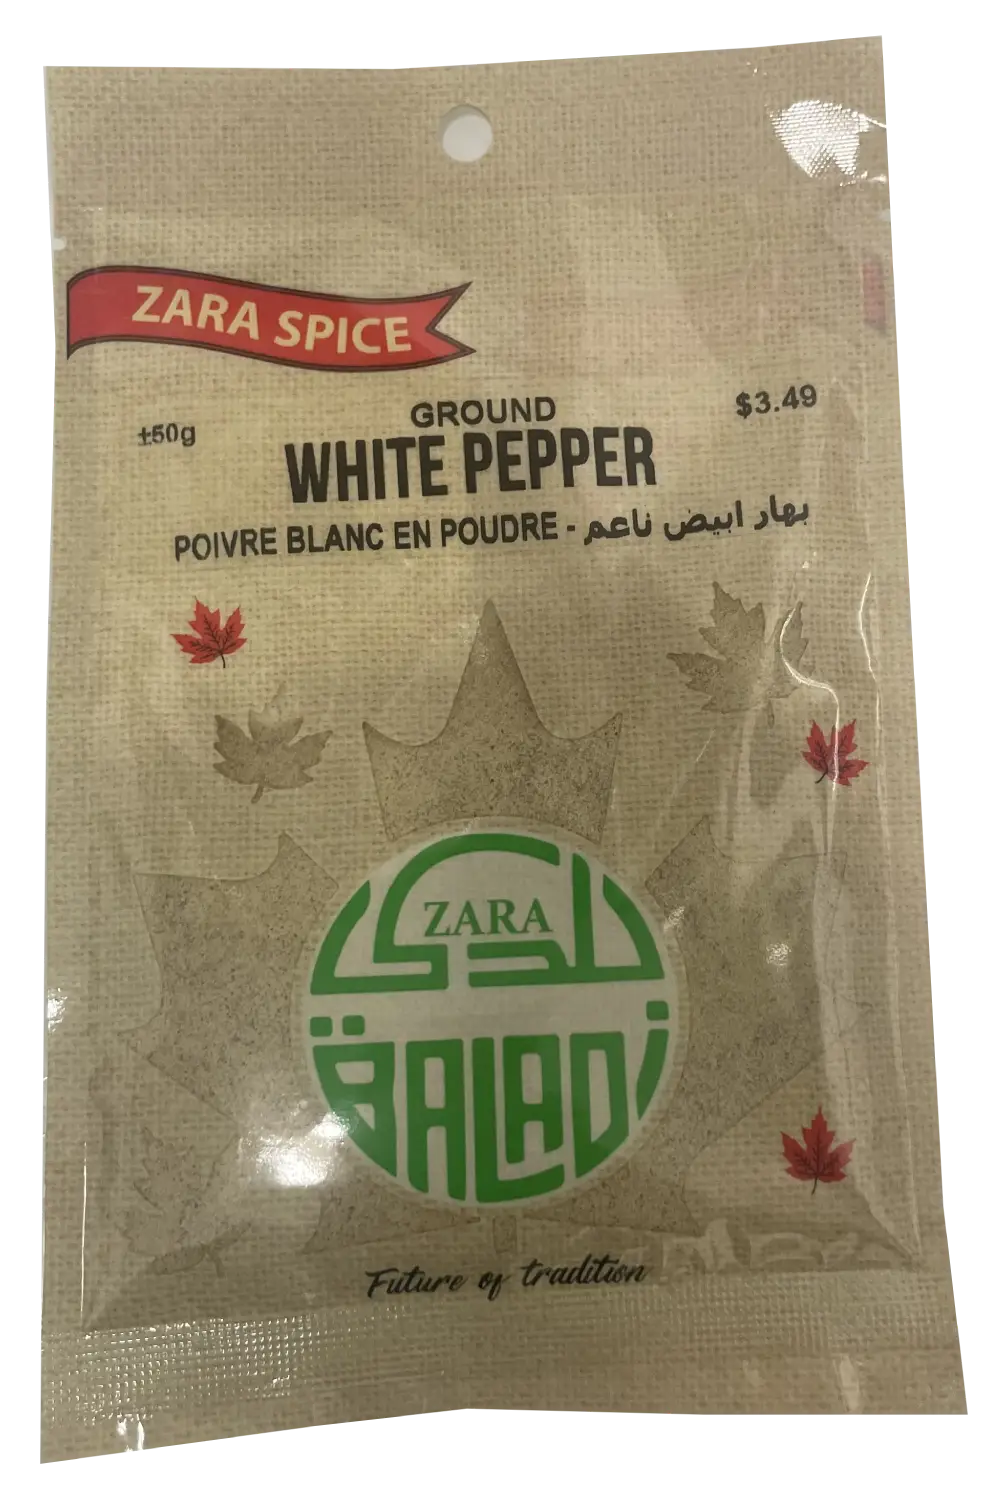 ZARA SPICE
±50g
$3.49
GROUND
WHITE PEPPER
POIVRE BLANC EN POUDRE - بهار ابيض ناعم
بلدي
ZARA
BALADi
Future of tradition